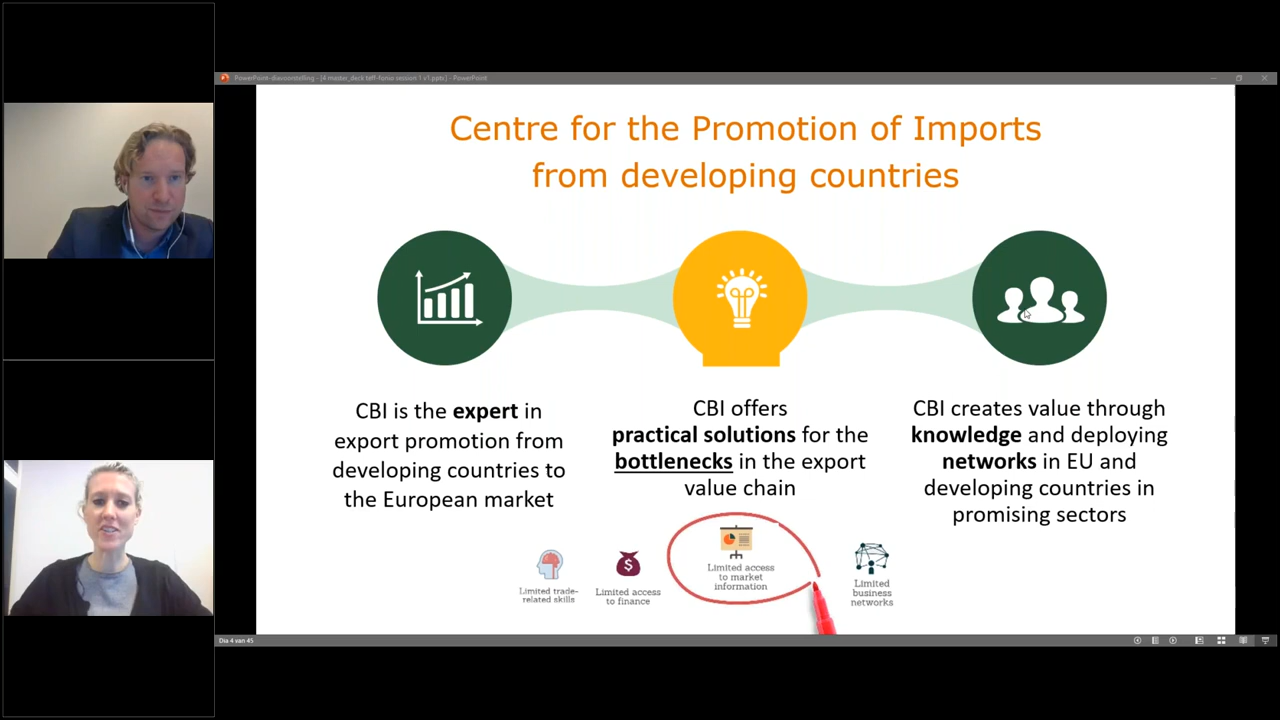 PowerPoint-diavoorstelling - [4 master_deck teff-fonio session 1 v1.pptx] - PowerPoint
Centre for the Promotion of Imports
from developing countries
CBI is the expert in
export promotion from
developing countries to
the European market
CBI offers
practical solutions for the
bottlenecks in the export
value chain
CBI creates value through
knowledge and deploying
networks in EU and
developing countries in
promising sectors
Limited trade-
related skills
Limited access
to finance
Limited access
to market
information
Limited
business
networks
Dia 4 van 45